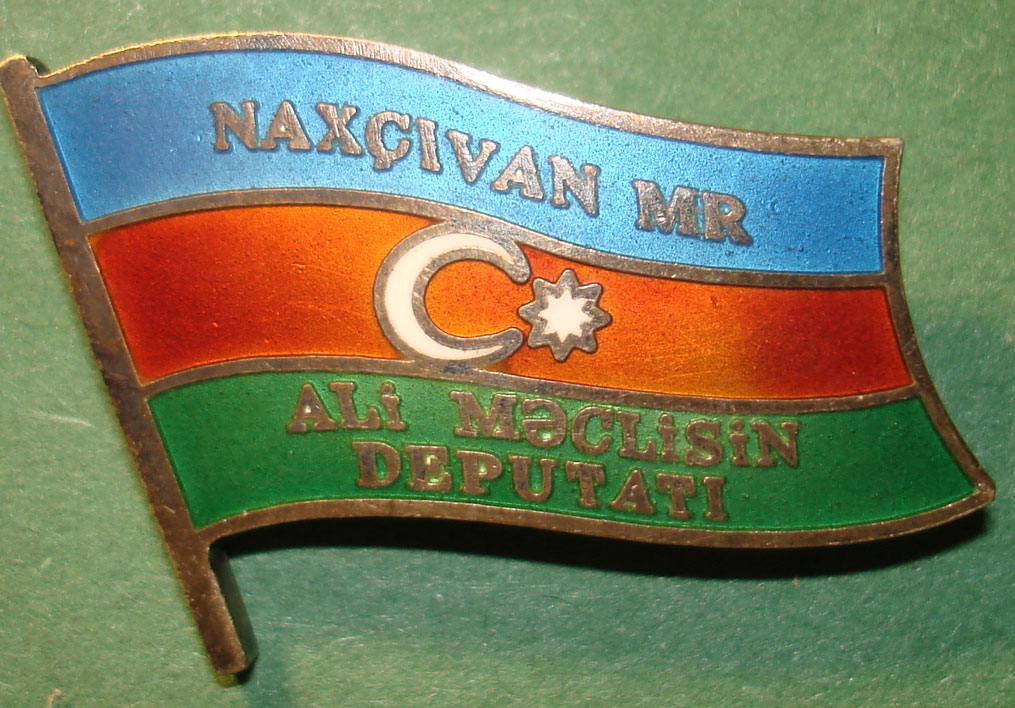 NAXÇIVAN MR
ALİ MƏCLİSİN
DEPUTATI